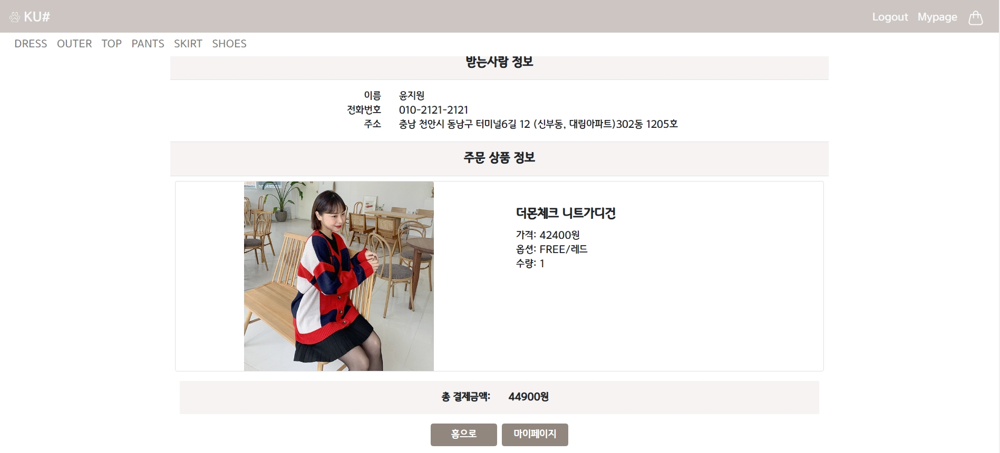 KU#
Logout Mypage
DRESS OUTER TOP PANTS SKIRT SHOES
받는사람 정보
이름 윤지원
전화번호 010-2121-2121
주소 충남 천안시 동남구 터미널6길 12 (신부동, 대림아파트)302동 1205호
주문 상품 정보
더몬체크 니트가디건
가격: 42400원
옵션: FREE/레드
수량: 1
총 결제금액: 44900원
홈으로 마이페이지